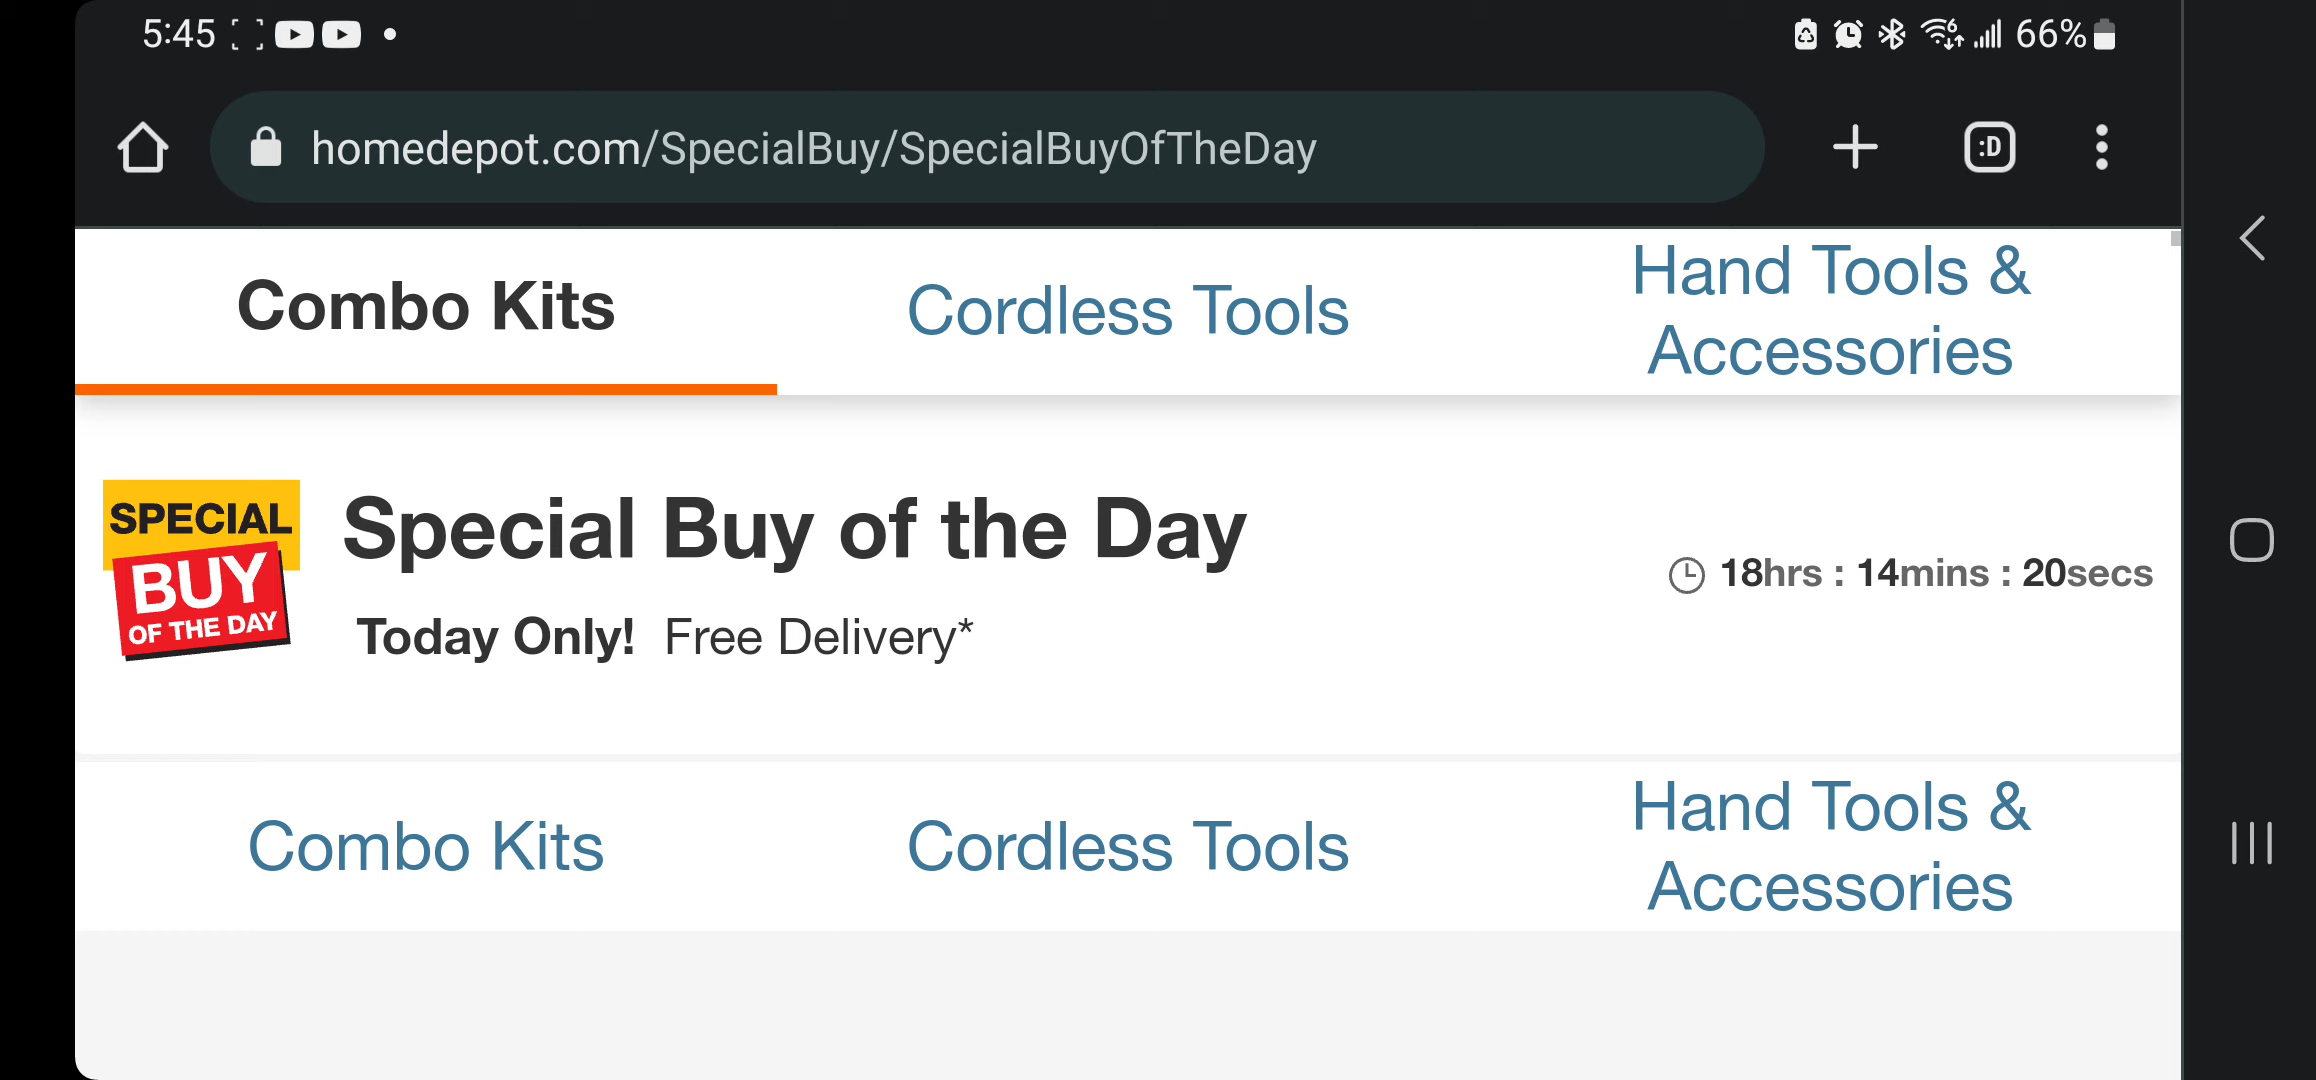 5:45 66%
homedepot.com/SpecialBuy/SpecialBuyOfTheDay :D
Combo Kits
Cordless Tools
Hand Tools &
Accessories
SPECIAL
BUY
OF THE DAY
Special Buy of the Day
Today Only! Free Delivery*
18hrs : 14mins : 20secs
Combo Kits
Cordless Tools
Hand Tools &
Accessories